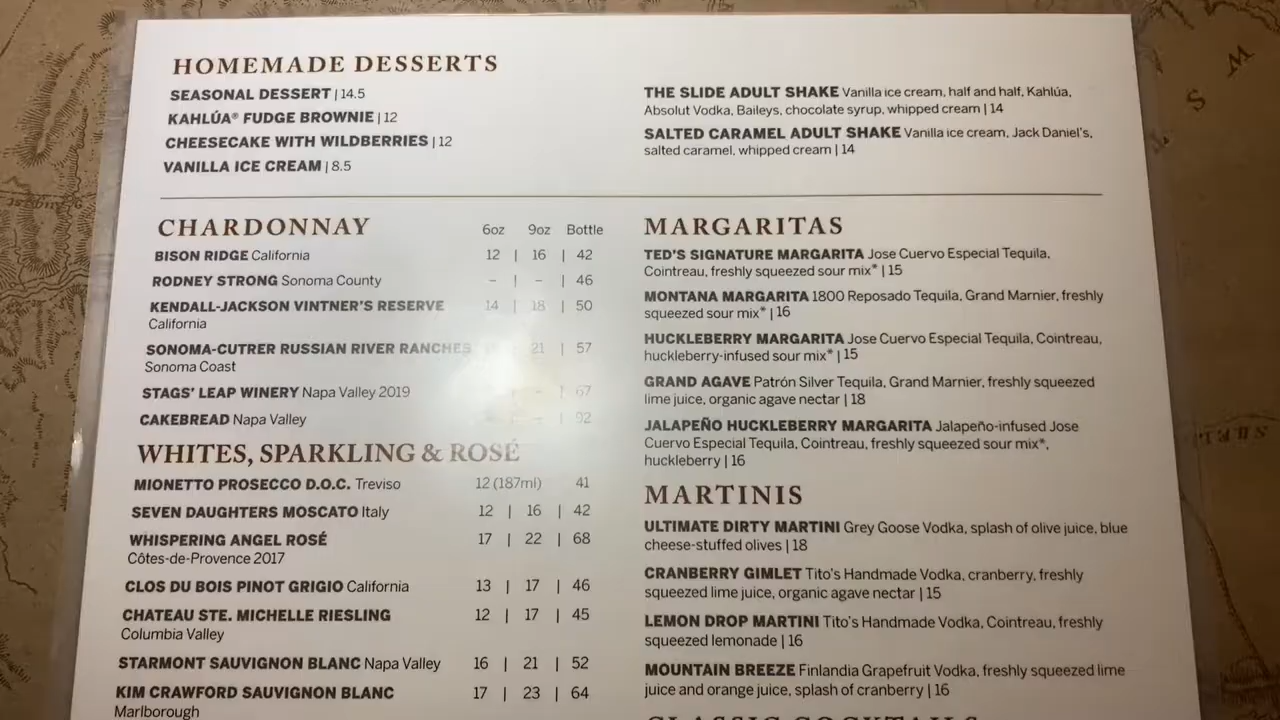 HOMEMADE DESSERTS
SEASONAL DESSERT | 14.5
KAHLÚA® FUDGE BROWNIE | 12
CHEESECAKE WITH WILDBERRIES | 12
VANILLA ICE CREAM | 8.5
THE SLIDE ADULT SHAKE Vanilla ice cream, half and half, Kahlúa,
Absolut Vodka, Baileys, chocolate syrup, whipped cream | 14
SALTED CARAMEL ADULT SHAKE Vanilla ice cream, Jack Daniel's,
salted caramel, whipped cream | 14
CHARDONNAY 6oz 9oz Bottle
BISON RIDGE California 12 | 16 | 42
RODNEY STRONG Sonoma County – | – | 46
KENDALL-JACKSON VINTNER'S RESERVE 14 | 18 | 50
California
SONOMA-CUTRER RUSSIAN RIVER RANCHES 21 | 57
Sonoma Coast
STAGS' LEAP WINERY Napa Valley 2019 – | 67
CAKEBREAD Napa Valley – | 92
WHITES, SPARKLING & ROSÉ
MIONETTO PROSECCO D.O.C. Treviso 12 (187ml) 41
SEVEN DAUGHTERS MOSCATO Italy 12 | 16 | 42
WHISPERING ANGEL ROSÉ 17 | 22 | 68
Côtes-de-Provence 2017
CLOS DU BOIS PINOT GRIGIO California 13 | 17 | 46
CHATEAU STE. MICHELLE RIESLING 12 | 17 | 45
Columbia Valley
STARMONT SAUVIGNON BLANC Napa Valley 16 | 21 | 52
KIM CRAWFORD SAUVIGNON BLANC 17 | 23 | 64
Marlborough
MARGARITAS
TED'S SIGNATURE MARGARITA Jose Cuervo Especial Tequila,
Cointreau, freshly squeezed sour mix* | 15
MONTANA MARGARITA 1800 Reposado Tequila, Grand Marnier, freshly
squeezed sour mix* | 16
HUCKLEBERRY MARGARITA Jose Cuervo Especial Tequila, Cointreau,
huckleberry-infused sour mix* | 15
GRAND AGAVE Patrón Silver Tequila, Grand Marnier, freshly squeezed
lime juice, organic agave nectar | 18
JALAPEÑO HUCKLEBERRY MARGARITA Jalapeño-infused Jose
Cuervo Especial Tequila, Cointreau, freshly squeezed sour mix*,
huckleberry | 16
MARTINIS
ULTIMATE DIRTY MARTINI Grey Goose Vodka, splash of olive juice, blue
cheese-stuffed olives | 18
CRANBERRY GIMLET Tito's Handmade Vodka, cranberry, freshly
squeezed lime juice, organic agave nectar | 15
LEMON DROP MARTINI Tito's Handmade Vodka, Cointreau, freshly
squeezed lemonade | 16
MOUNTAIN BREEZE Finlandia Grapefruit Vodka, freshly squeezed lime
juice and orange juice, splash of cranberry | 16
CLASSIC COCKTAILS